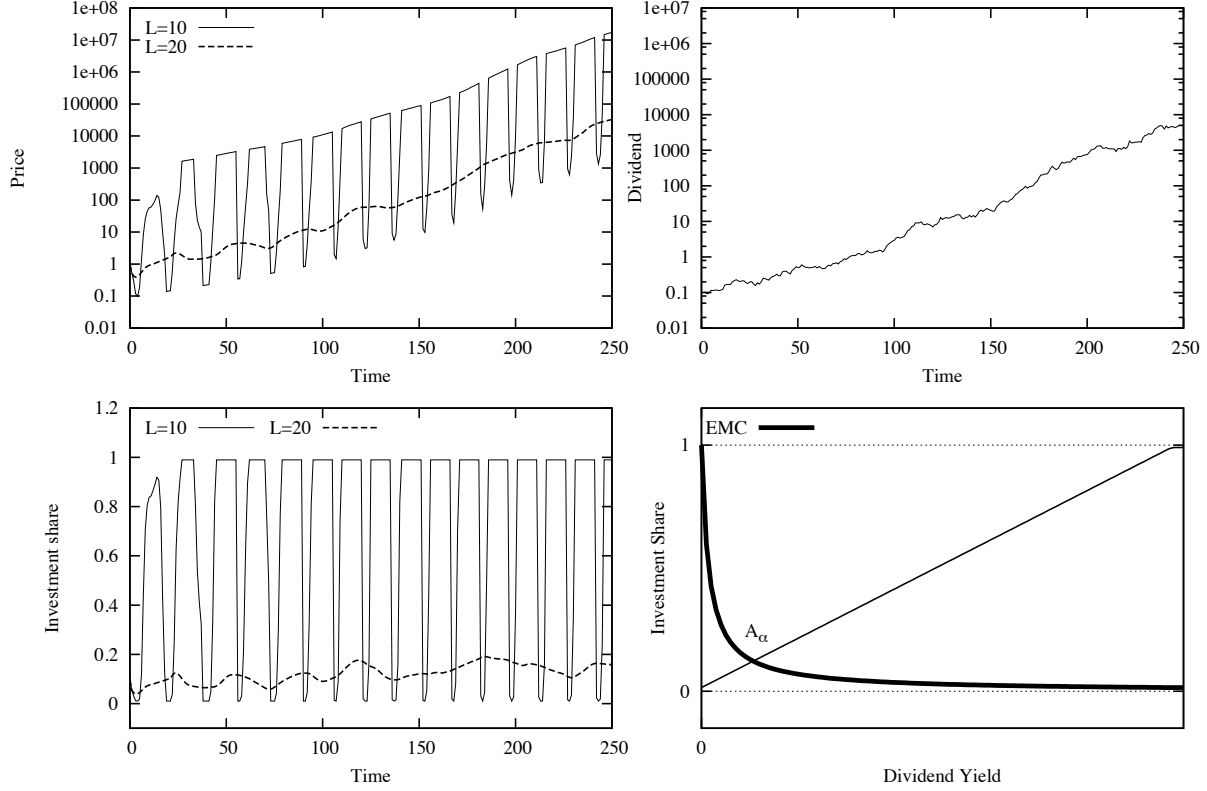 1e+08
1e+07
1e+06
100000
10000
1000
100
10
1
0.1
0.01
0 50 100 150 200 250
Price
Time
L=10
L=20
1e+07
1e+06
100000
10000
1000
100
10
1
0.1
0.01
0 50 100 150 200 250
Dividend
Time
1.2
1
0.8
0.6
0.4
0.2
0
0 50 100 150 200 250
Investment share
Time
L=10 L=20
EMC
1
0
0
Aα
Investment Share
Dividend Yield